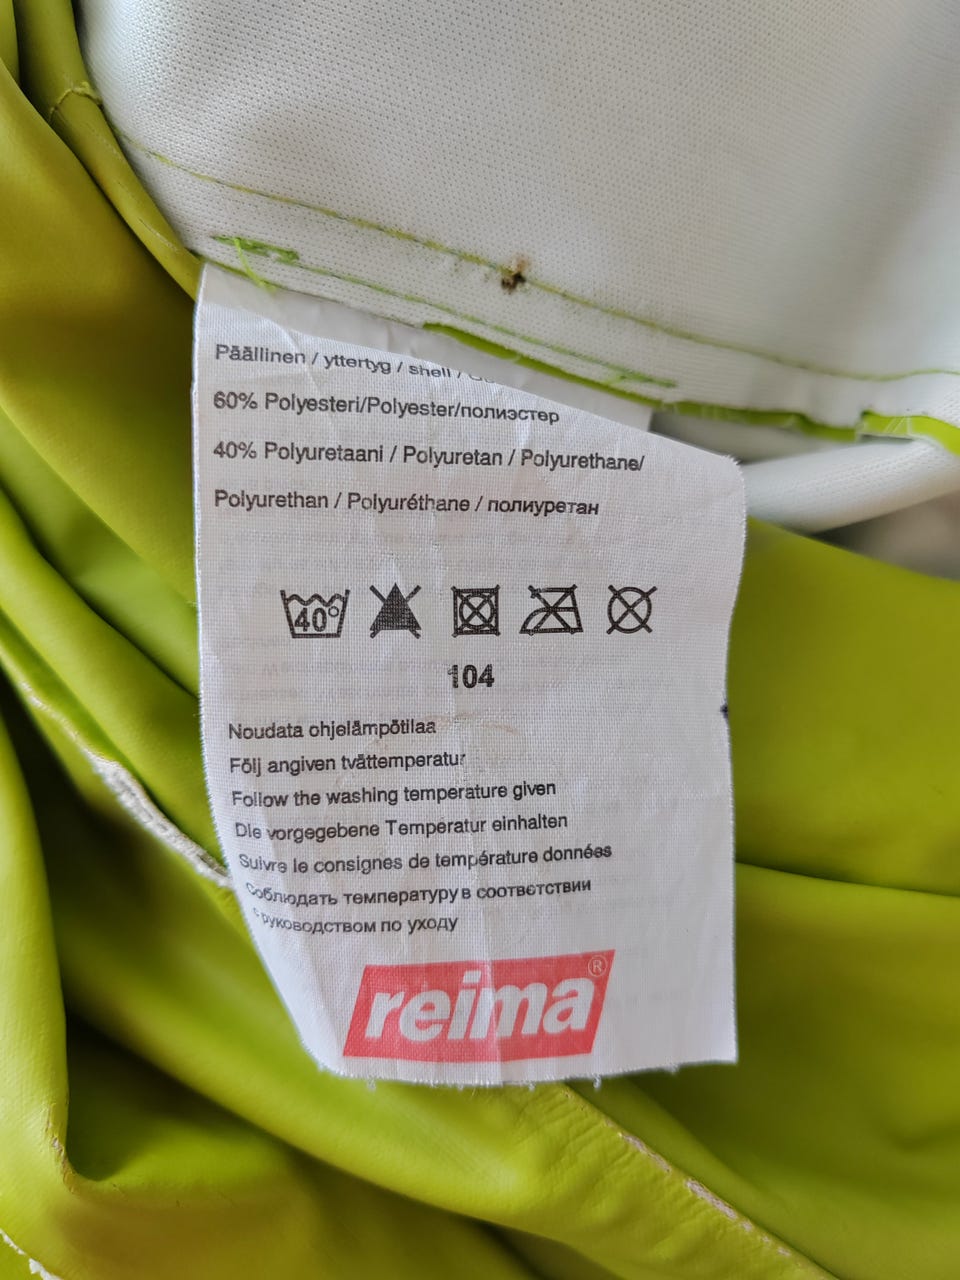 Päällinen / yttertyg / shell /
60% Polyesteri/Polyester/полиэстер
40% Polyuretaani / Polyuretan / Polyurethane/
Polyurethan / Polyuréthane / полиуретан
40°
104
Noudata ohjelämpötilaa
Följ angiven tvättemperatur
Follow the washing temperature given
Die vorgegebene Temperatur einhalten
Suivre le consignes de température données
Соблюдать температуру в соответствии
с руководством по уходу
reima®